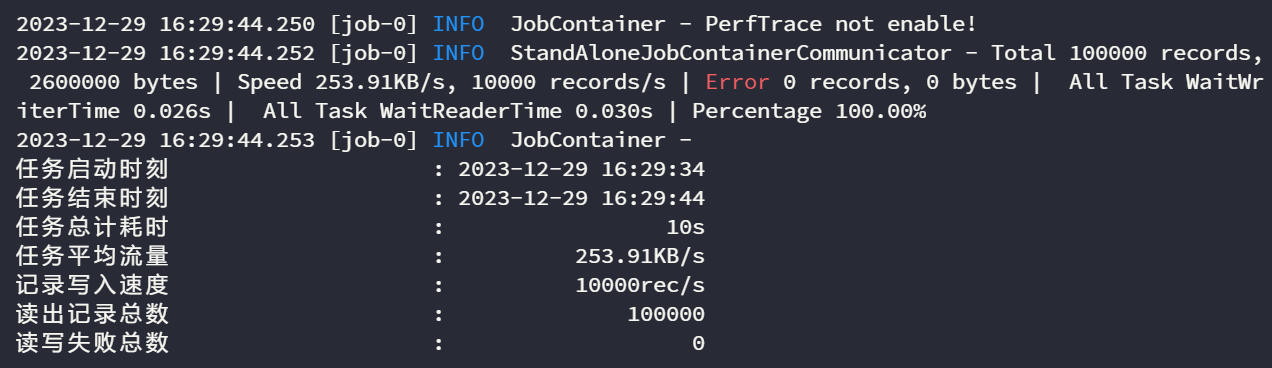 2023-12-29 16:29:44.250 [job-0] INFO  JobContainer - PerfTrace not enable!
2023-12-29 16:29:44.252 [job-0] INFO  StandAloneJobContainerCommunicator - Total 100000 records,
 2600000 bytes | Speed 253.91KB/s, 10000 records/s | Error 0 records, 0 bytes |  All Task WaitWr
iterTime 0.026s |  All Task WaitReaderTime 0.030s | Percentage 100.00%
2023-12-29 16:29:44.253 [job-0] INFO  JobContainer -
任务启动时刻                    : 2023-12-29 16:29:34
任务结束时刻                    : 2023-12-29 16:29:44
任务总计耗时                    :                 10s
任务平均流量                    :          253.91KB/s
记录写入速度                    :          10000rec/s
读出记录总数                    :              100000
读写失败总数                    :                   0